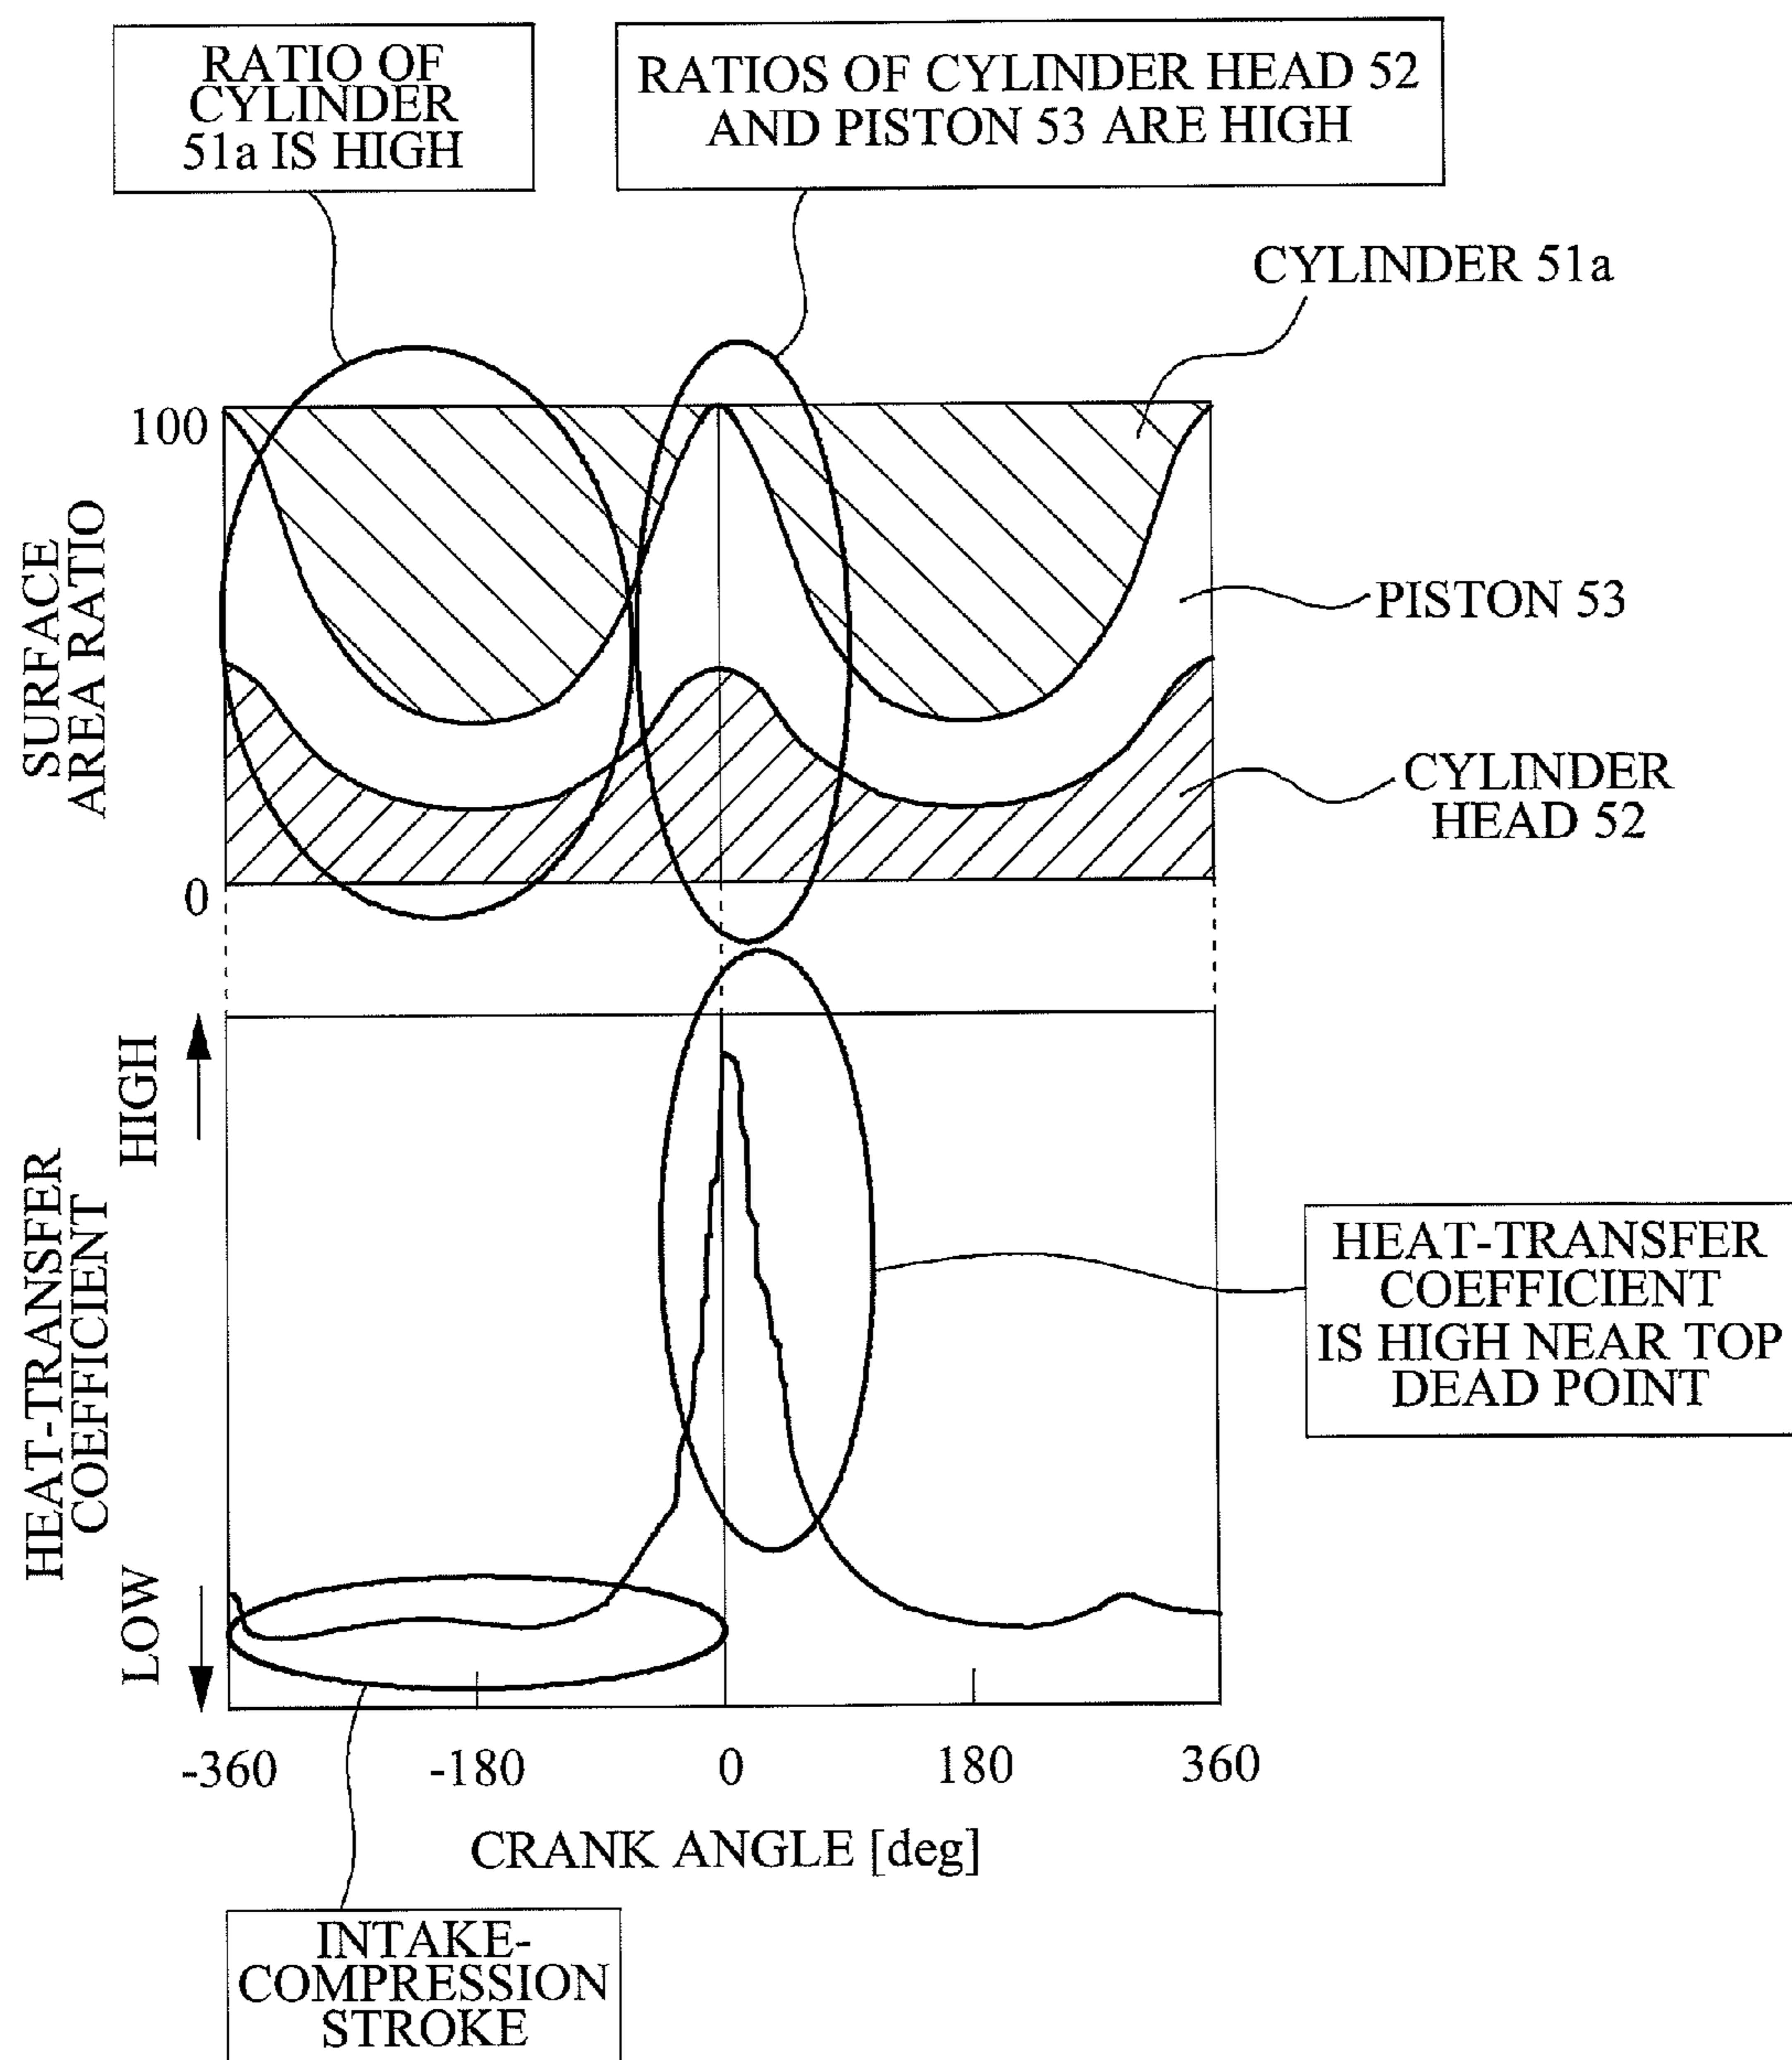 RATIO OF
CYLINDER
51a IS HIGH
RATIOS OF CYLINDER HEAD 52
AND PISTON 53 ARE HIGH
CYLINDER 51a
100
SURFACE
AREA RATIO
PISTON 53
CYLINDER
HEAD 52
0
HIGH
HEAT-TRANSFER
COEFFICIENT
LOW
HEAT-TRANSFER
COEFFICIENT
IS HIGH NEAR TOP
DEAD POINT
-360 -180 0 180 360
CRANK ANGLE [deg]
INTAKE-
COMPRESSION
STROKE